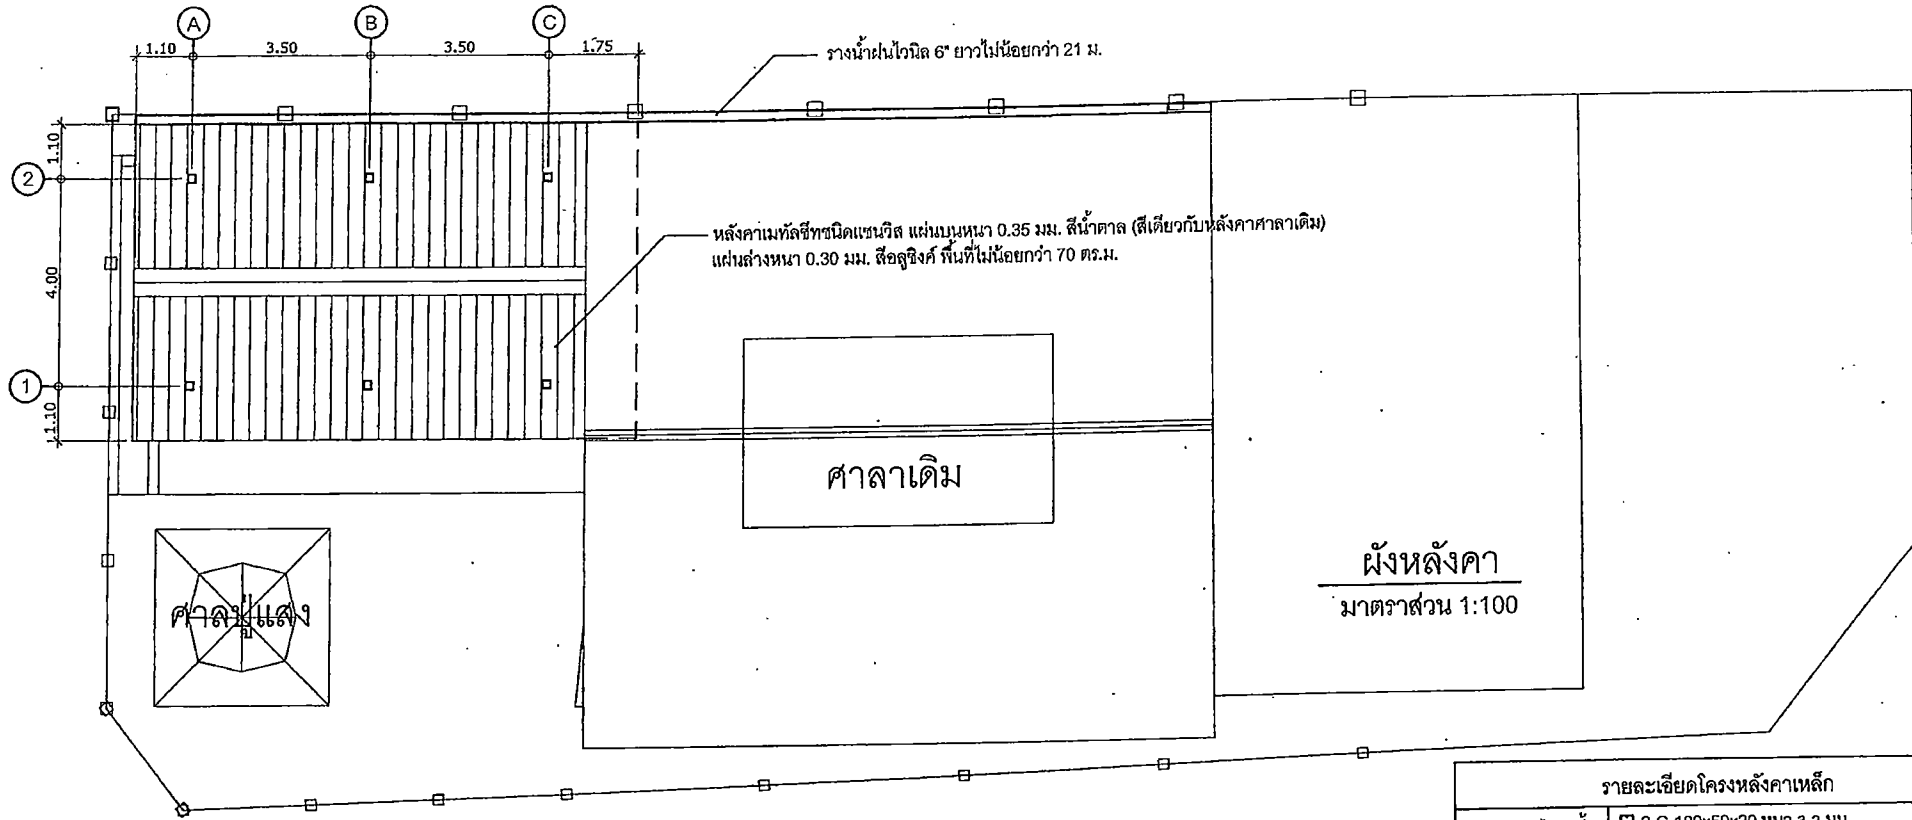 A B C
1.10 3.50 3.50 1.75
รางน้ำฝนไวนิล 6" ยาวไม่น้อยกว่า 21 ม.
1.10
2
หลังคาเมทัลชีทชนิดแซนวิส แผ่นบนหนา 0.35 มม. สีน้ำตาล (สีเดียวกับหลังคาศาลาเดิม)
แผ่นล่างหนา 0.30 มม. สีอลูซิงค์ พื้นที่ไม่น้อยกว่า 70 ตร.ม.
4.00
1
1.10
ศาลาเดิม
ผังหลังคา
มาตราส่วน 1:100
ศาลปู่แสง
รายละเอียดโครงหลังคาเหล็ก